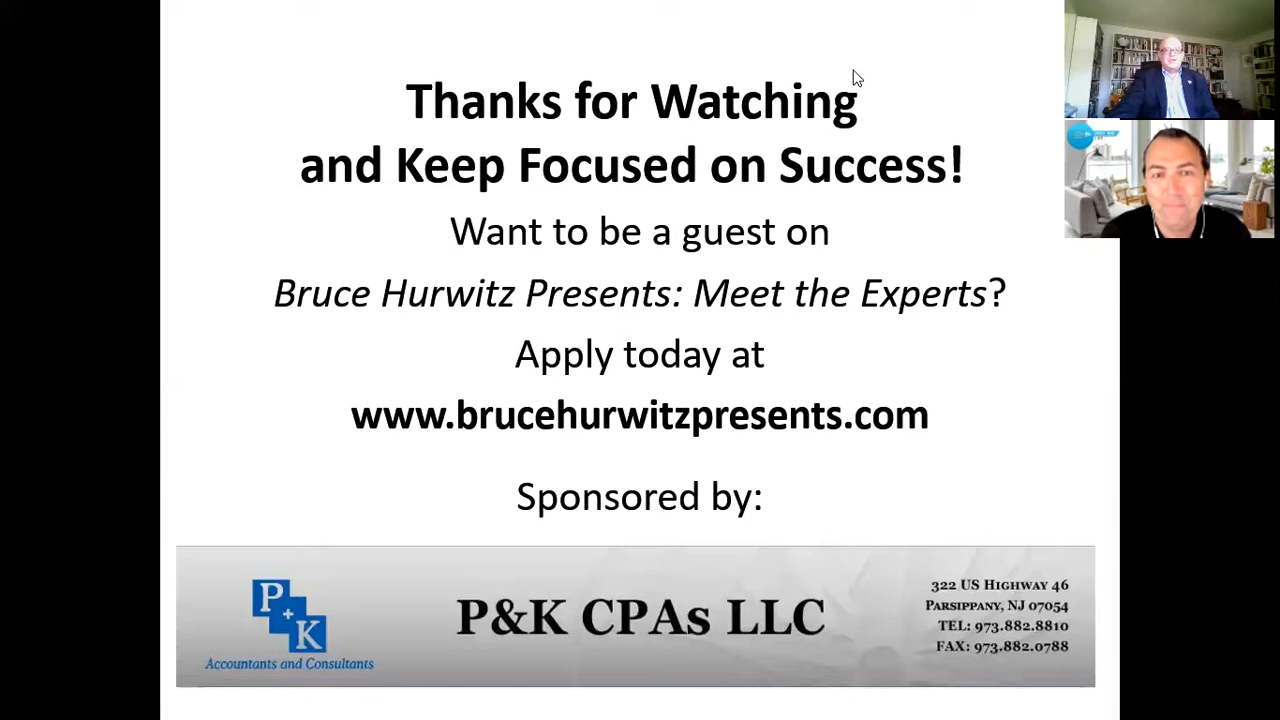 Thanks for Watching
and Keep Focused on Success!
Want to be a guest on
Bruce Hurwitz Presents: Meet the Experts?
Apply today at
www.brucehurwitzpresents.com
Sponsored by:
P+K
Accountants and Consultants
P&K CPAs LLC
322 US Highway 46
Parsippany, NJ 07054
TEL: 973.882.8810
FAX: 973.882.0788